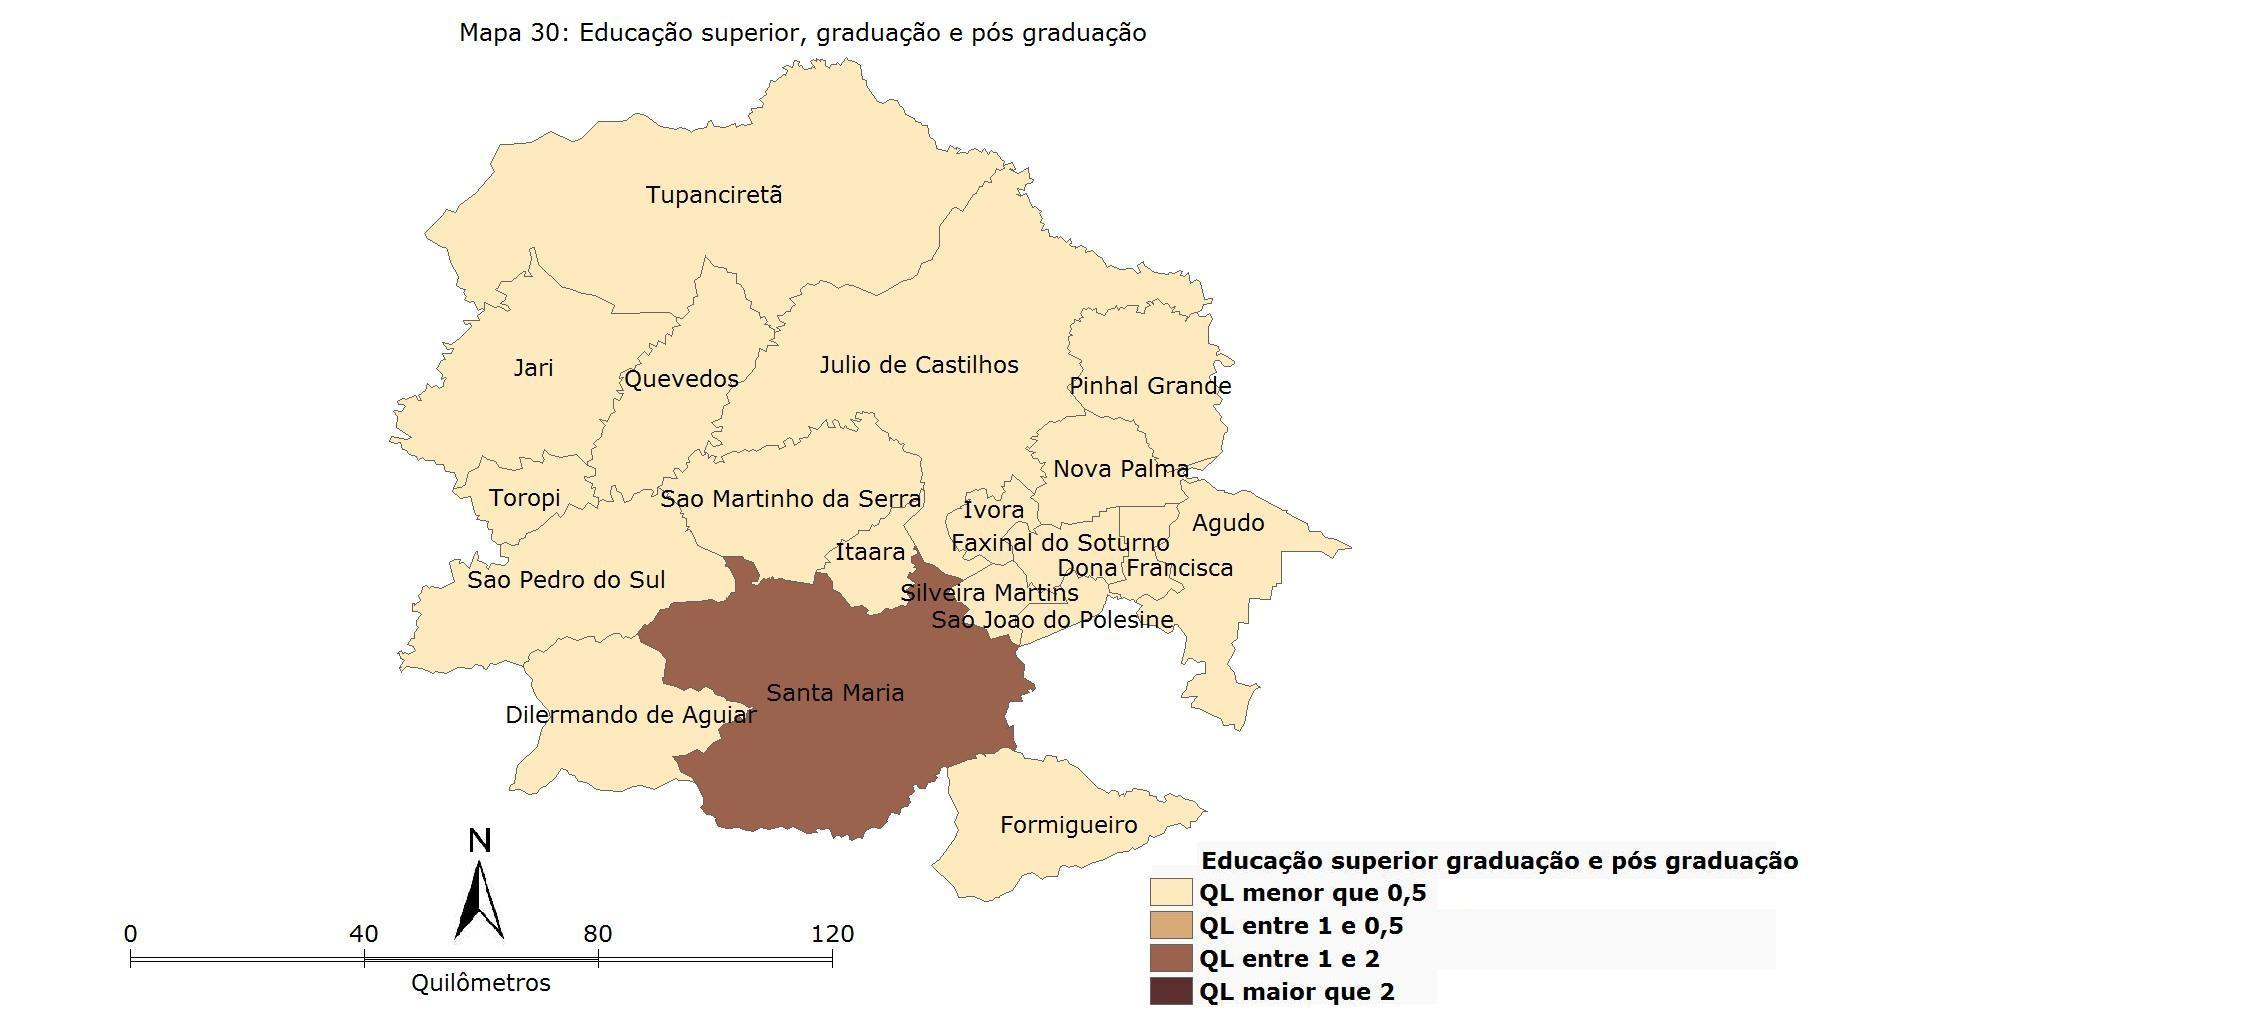 Mapa 30: Educação superior, graduação e pós graduação
Tupanciretã
Jari
Quevedos
Julio de Castilhos
Pinhal Grande
Nova Palma
Toropi
Sao Martinho da Serra
Ivora
Agudo
Faxinal do Soturno
Itaara
Dona Francisca
Sao Pedro do Sul
Silveira Martins
Sao Joao do Polesine
Santa Maria
Dilermando de Aguiar
Formigueiro
N
0 40 80 120
Quilômetros
Educação superior graduação e pós graduação
QL menor que 0,5
QL entre 1 e 0,5
QL entre 1 e 2
QL maior que 2